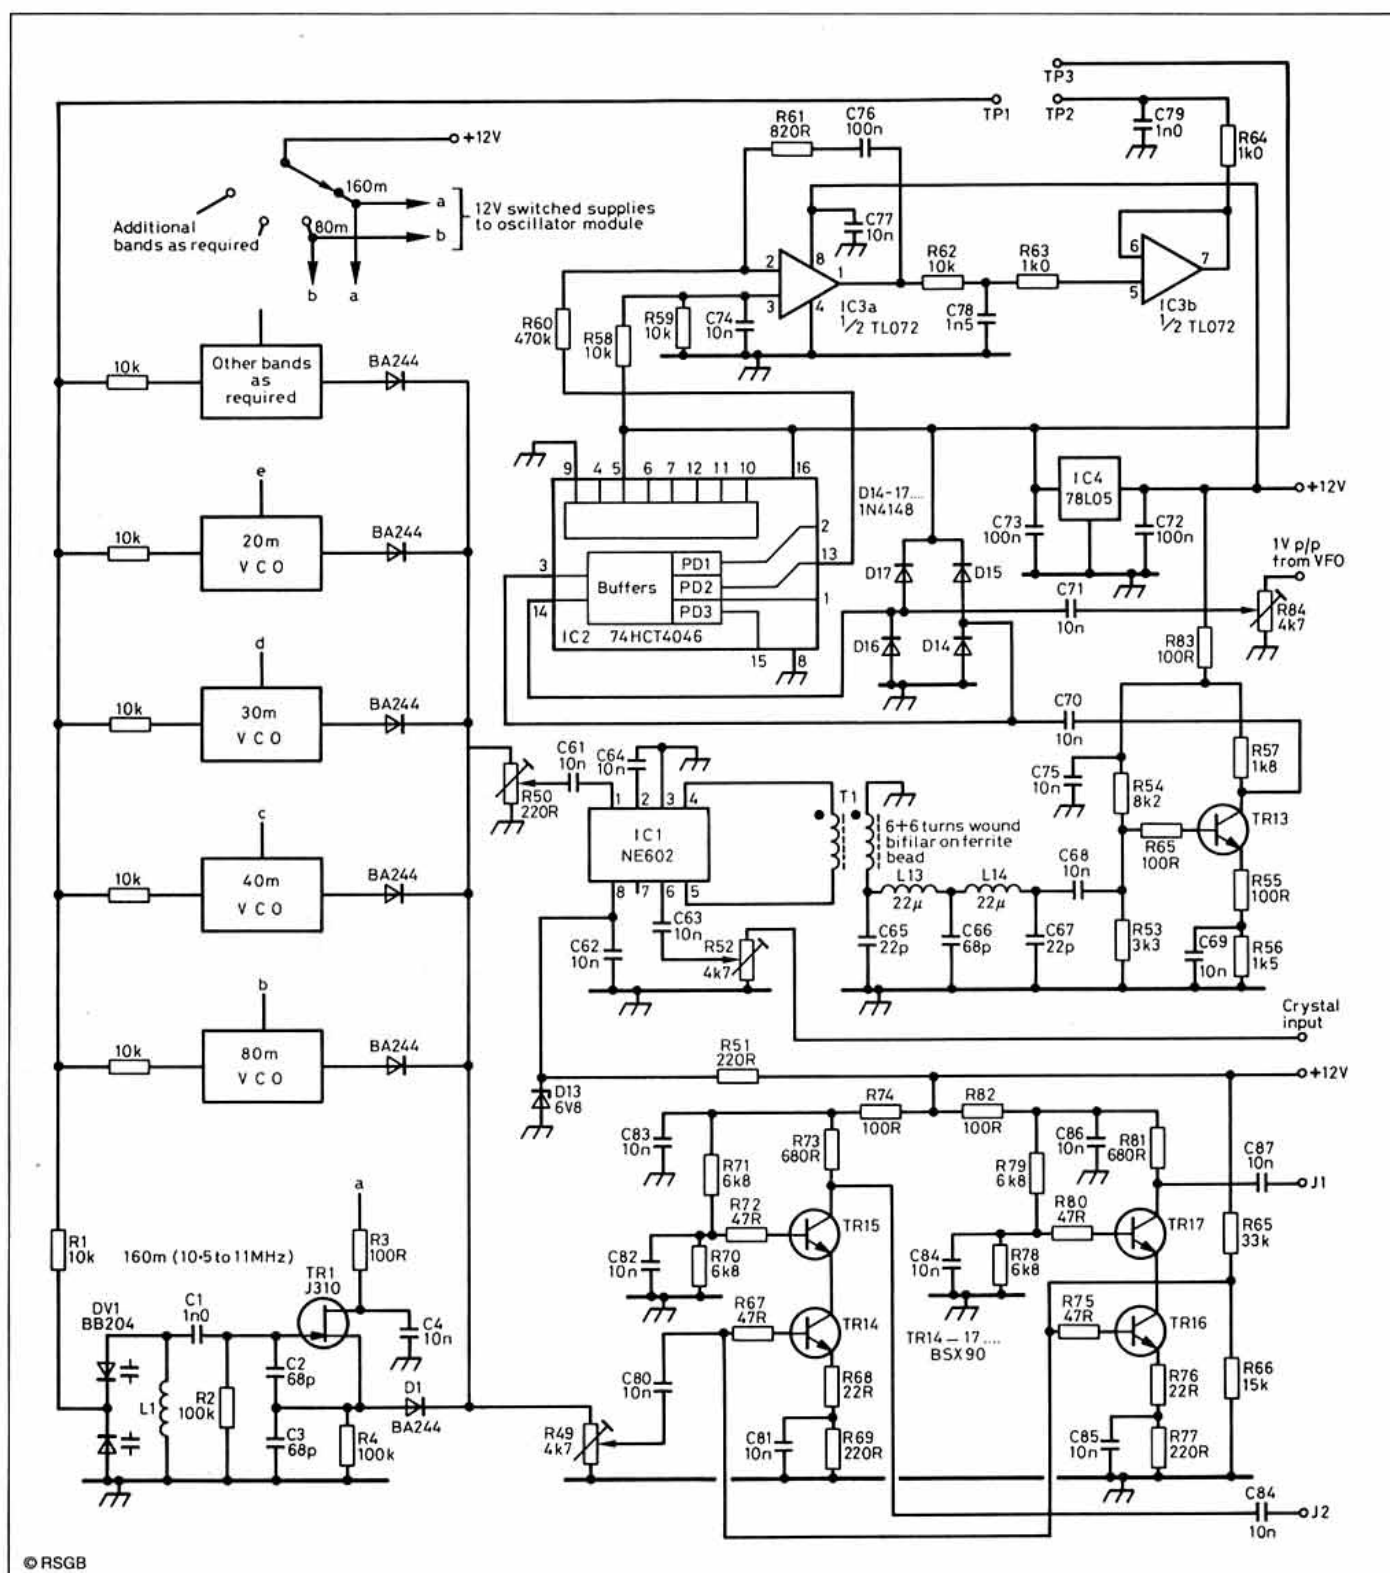 TP3
TP1
TP2
C79
1n0
R64
1k0
+12V
R61
820R
C76
100n
160m
a
12V switched supplies
to oscillator module
80m
b
Additional
bands as required
b
a
C77
10n
2
8
1
3
4
IC3a
1/2 TL072
R62
10k
R63
1k0
C78
1n5
6
7
5
IC3b
1/2 TL072
R60
470k
R58
10k
R59
10k
C74
10n
10k
Other bands
as
required
BA244
e
10k
20m
VCO
BA244
d
10k
30m
VCO
BA244
c
10k
40m
VCO
BA244
b
10k
80m
VCO
BA244
9
4
5
6
7
12
11
10
16
2
13
1
3
14
15
8
Buffers
PD1
PD2
PD3
IC2
74HCT4046
D14-17....
1N4148
D17
D15
D16
D14
C73
100n
IC4
78L05
C72
100n
+12V
1V p/p
from VFO
R84
4k7
C71
10n
R83
100R
C70
10n
C75
10n
R54
8k2
R57
1k8
TR13
R65
100R
R55
100R
R53
3k3
C69
10n
R56
1k5
R50
220R
C61
10n
C64
10n
1
2
3
4
IC1
NE602
8
7
6
5
T1
6+6 turns wound
bifilar on ferrite
bead
L13
22μ
L14
22μ
C68
10n
C65
22p
C66
68p
C67
22p
C62
10n
C63
10n
R52
4k7
Crystal
input
R51
220R
+12V
D13
6V8
R74
100R
R82
100R
C83
10n
R71
6k8
R73
680R
R72
47R
TR15
C82
10n
R70
6k8
R67
47R
TR14
C80
10n
R68
22R
C81
10n
R69
220R
R79
6k8
C86
10n
R81
680R
C87
10n
J1
R80
47R
TR17
R65
33k
C84
10n
R78
6k8
R75
47R
TR16
TR14–17....
BSX90
R76
22R
R66
15k
C85
10n
R77
220R
C84
10n
J2
R1
10k
160m (10·5 to 11MHz)
a
R3
100R
TR1
J310
DV1
BB204
C1
1n0
C4
10n
C2
68p
L1
R2
100k
D1
BA244
C3
68p
R4
100k
R49
4k7
© RSGB